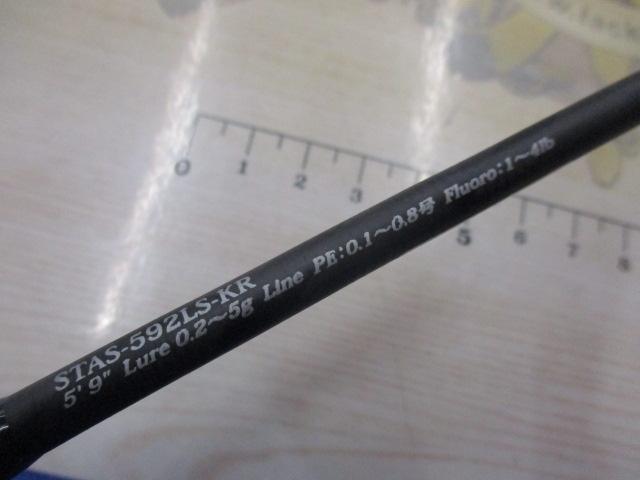 STAS-592LS-KR
5'9" Lure 0.2～5g Line PE:0.1～0.8号 Fluoro:1～4lb
0 1 2 3 5 6 7 8